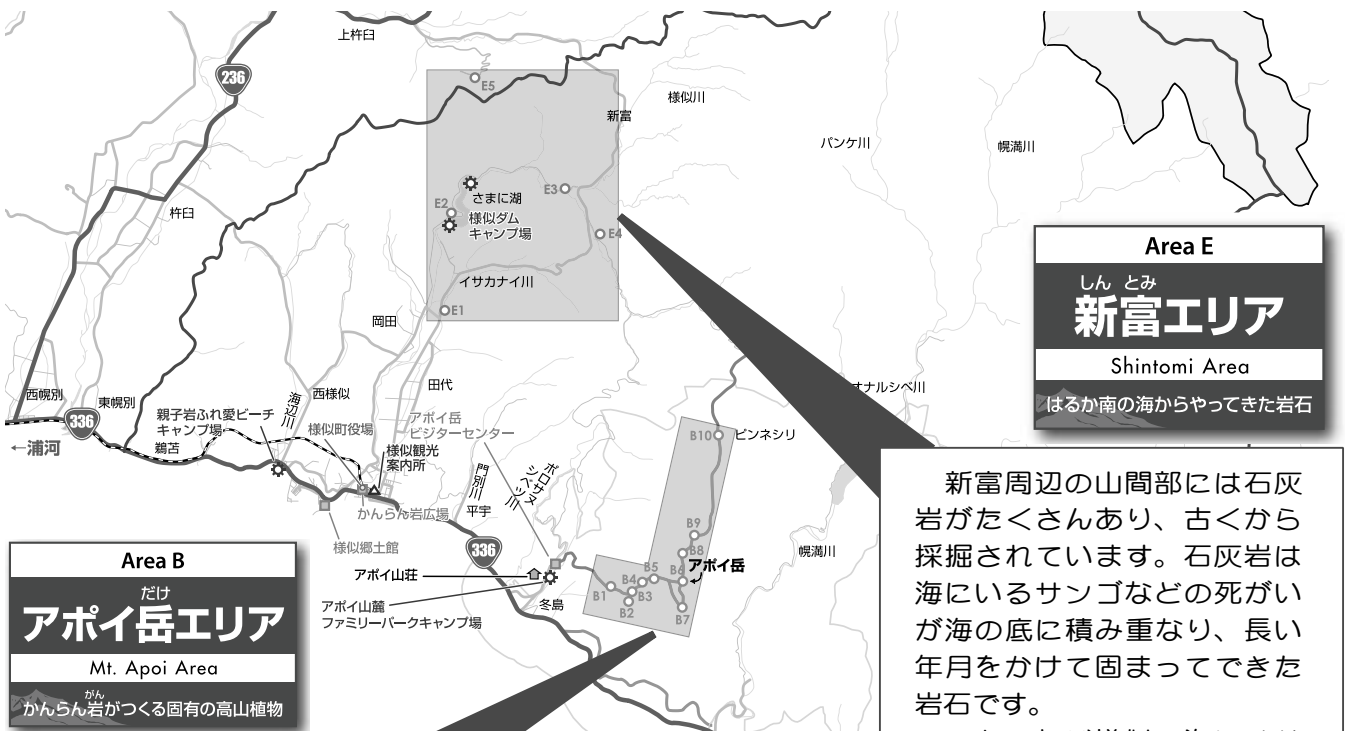 上杵臼
236
E5
様似川
新富
パンケ川
幌満川
E3
さまに湖
E2
様似ダム
キャンプ場
杵臼
E4
イサカナイ川
E1
岡田
Area E
しん とみ
新富エリア
Shintomi Area
はるか南の海からやってきた岩石
西幌別
東幌別
336
←浦河
鵜苫
親子岩ふれ愛ビーチ
キャンプ場
海辺川
西様似
田代
様似町役場
アポイ岳
ビジターセンター
様似観光
案内所
かんらん岩広場
様似郷土館
門別川
平宇
ポロサヌ
シベツ川
336
オナルシベ川
B10
ピンネシリ
B9
B8
アポイ岳
B6
B5
B4
B3
B1
B2
B7
幌満川
アポイ山荘
アポイ山麓
ファミリーパークキャンプ場
冬島
Area B
だけ
アポイ岳エリア
Mt. Apoi Area
がん
かんらん岩がつくる固有の高山植物
新富周辺の山間部には石灰
岩がたくさんあり、古くから
採掘されています。石灰岩は
海にいるサンゴなどの死がい
が海の底に積み重なり、長い
年月をかけて固まってできた
岩石です。